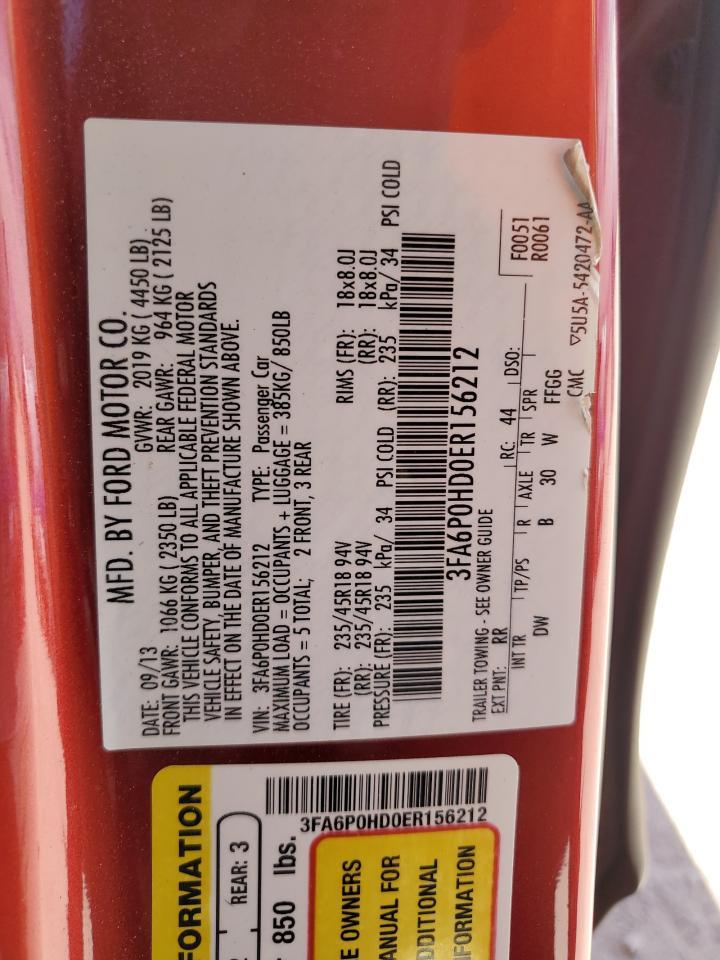 MFD. BY FORD MOTOR CO.
DATE: 09/13 GVWR: 2019 KG ( 4450 LB)
FRONT GAWR: 1066 KG ( 2350 LB) REAR GAWR: 964 KG ( 2125 LB)
THIS VEHICLE CONFORMS TO ALL APPLICABLE FEDERAL MOTOR
VEHICLE SAFETY, BUMPER, AND THEFT PREVENTION STANDARDS
IN EFFECT ON THE DATE OF MANUFACTURE SHOWN ABOVE.
VIN: 3FA6P0HD0ER156212 TYPE: Passenger Car
MAXIMUM LOAD = OCCUPANTS + LUGGAGE = 385KG/ 850LB
OCCUPANTS = 5 TOTAL; 2 FRONT, 3 REAR
TIRE (FR): 235/45R18 94V RIMS (FR): 18x8.0J
(RR): 235/45R18 94V (RR): 18x8.0J
PRESSURE (FR): 235 kPa/ 34 PSI COLD (RR): 235 kPa/ 34 PSI COLD
3FA6P0HD0ER156212
TRAILER TOWING - SEE OWNER GUIDE
F0051
R0061
EXT PNT: RR RC: 44 DSO:
INT TR TP/PS R AXLE TR SPR
DW B 30 W FFGG
CMC ▽5U5A-5420472-AA
FORMATION
REAR: 3
850 lbs.
3FA6P0HD0ER156212
E OWNERS
ANUAL FOR
DDITIONAL
FORMATION